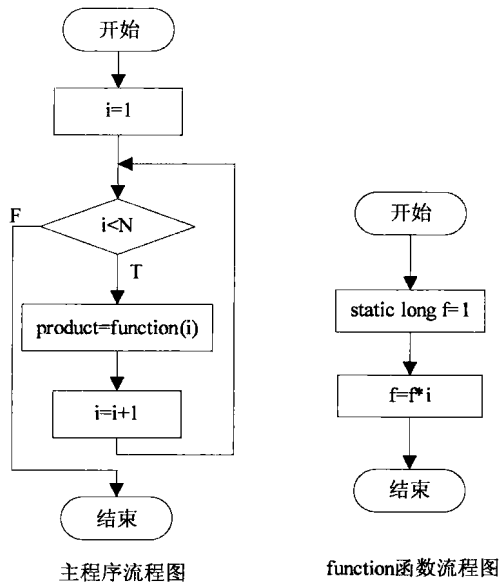 开始
i=1
F
i<N
T
product=function(i)
i=i+1
结束
主程序流程图
开始
static long f=1
f=f*i
结束
function函数流程图